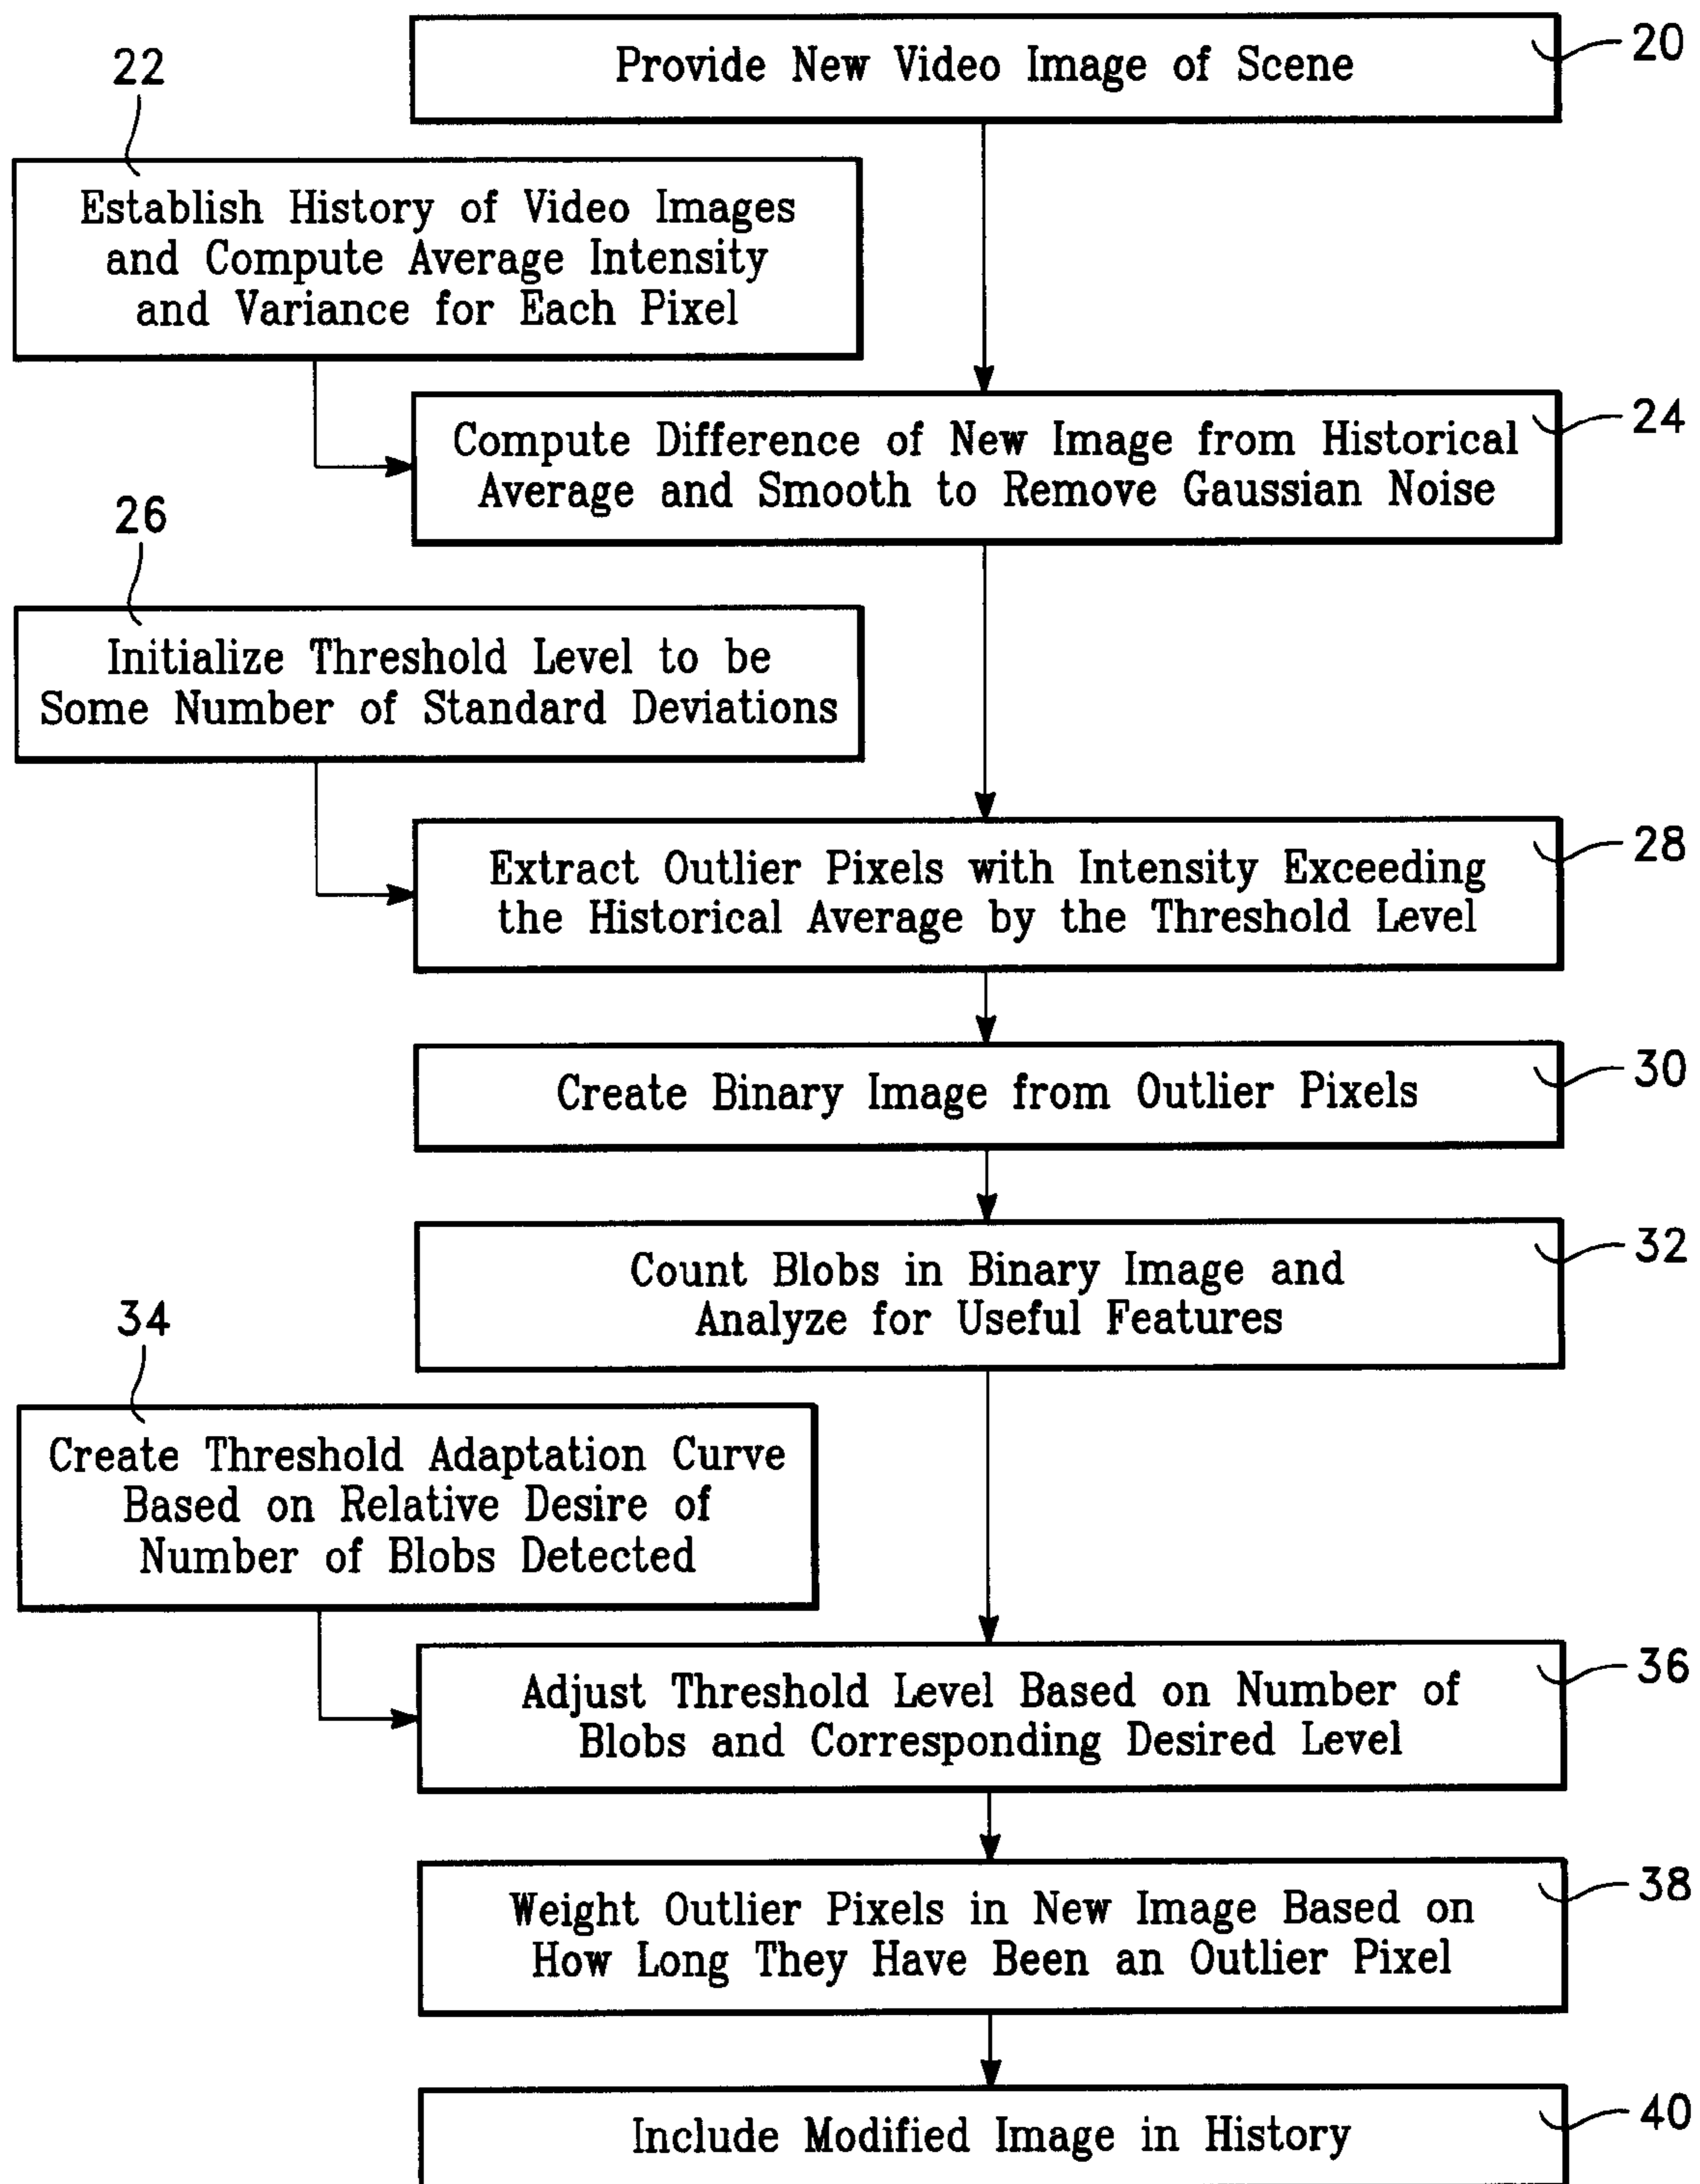 Provide New Video Image of Scene
20
22
Establish History of Video Images
and Compute Average Intensity
and Variance for Each Pixel
24
Compute Difference of New Image from Historical
Average and Smooth to Remove Gaussian Noise
26
Initialize Threshold Level to be
Some Number of Standard Deviations
28
Extract Outlier Pixels with Intensity Exceeding
the Historical Average by the Threshold Level
30
Create Binary Image from Outlier Pixels
32
Count Blobs in Binary Image and
Analyze for Useful Features
34
Create Threshold Adaptation Curve
Based on Relative Desire of
Number of Blobs Detected
36
Adjust Threshold Level Based on Number of
Blobs and Corresponding Desired Level
38
Weight Outlier Pixels in New Image Based on
How Long They Have Been an Outlier Pixel
40
Include Modified Image in History